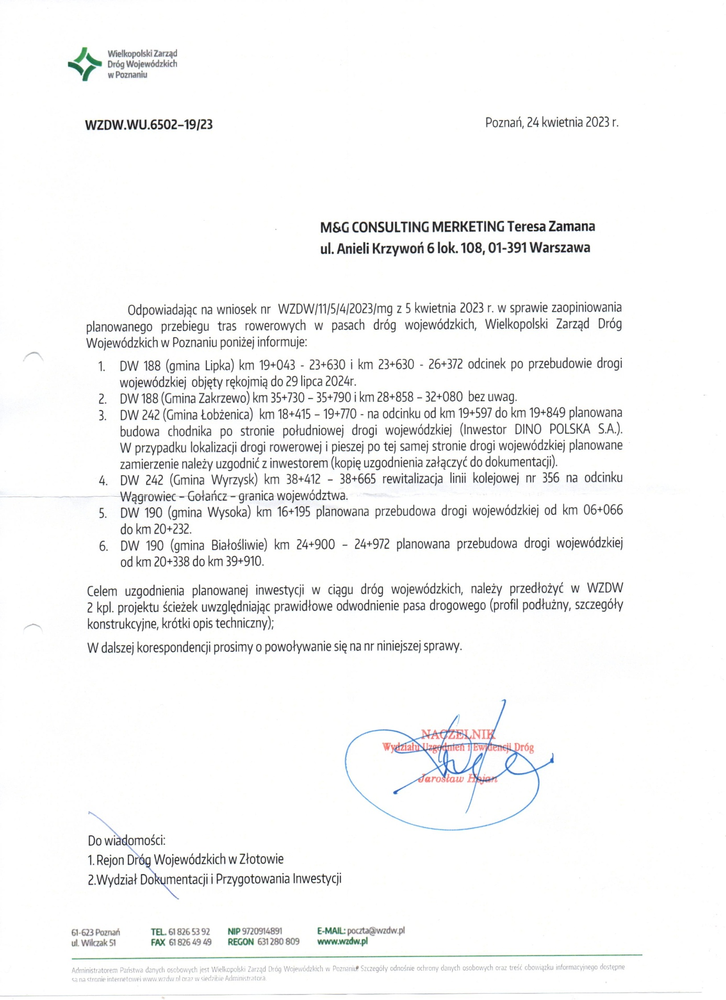 Wielkopolski Zarząd
Dróg Wojewódzkich
w Poznaniu
WZDW.WU.6502–19/23
Poznań, 24 kwietnia 2023 r.
M&G CONSULTING MERKETING Teresa Zamana
ul. Anieli Krzywoń 6 lok. 108, 01-391 Warszawa
Odpowiadając na wniosek nr WZDW/11/5/4/2023/mg z 5 kwietnia 2023 r. w sprawie zaopiniowania
planowanego przebiegu tras rowerowych w pasach dróg wojewódzkich, Wielkopolski Zarząd Dróg
Wojewódzkich w Poznaniu poniżej informuje:
1. DW 188 (gmina Lipka) km 19+043 - 23+630 i km 23+630 - 26+372 odcinek po przebudowie drogi
wojewódzkiej objęty rękojmią do 29 lipca 2024r.
2. DW 188 (Gmina Zakrzewo) km 35+730 – 35+790 i km 28+858 – 32+080 bez uwag.
3. DW 242 (Gmina Łobżenica) km 18+415 – 19+770 - na odcinku od km 19+597 do km 19+849 planowana
budowa chodnika po stronie południowej drogi wojewódzkiej (Inwestor DINO POLSKA S.A.).
W przypadku lokalizacji drogi rowerowej i pieszej po tej samej stronie drogi wojewódzkiej planowane
zamierzenie należy uzgodnić z inwestorem (kopię uzgodnienia załączyć do dokumentacji).
4. DW 242 (Gmina Wyrzysk) km 38+412 – 38+665 rewitalizacja linii kolejowej nr 356 na odcinku
Wągrowiec – Gołańcz – granica województwa.
5. DW 190 (gmina Wysoka) km 16+195 planowana przebudowa drogi wojewódzkiej od km 06+066
do km 20+232.
6. DW 190 (gmina Białośliwie) km 24+900 – 24+972 planowana przebudowa drogi wojewódzkiej
od km 20+338 do km 39+910.
Celem uzgodnienia planowanej inwestycji w ciągu dróg wojewódzkich, należy przedłożyć w WZDW
2 kpl. projektu ścieżek uwzględniając prawidłowe odwodnienie pasa drogowego (profil podłużny, szczegóły
konstrukcyjne, krótki opis techniczny);
W dalszej korespondencji prosimy o powoływanie się na nr niniejszej sprawy.
NACZELNIK
Wydziału Uzgodnień i Ewidencji Dróg
Jarosław Hojan
Do wiadomości:
1. Rejon Dróg Wojewódzkich w Złotowie
2.Wydział Dokumentacji i Przygotowania Inwestycji
61-623 Poznań TEL. 61 826 53 92 NIP 9720914891 E-MAIL: poczta@wzdw.pl
ul. Wilczak 51 FAX 61 826 49 49 REGON 631 280 809 www.wzdw.pl
Administratorem Państwa danych osobowych jest Wielkopolski Zarząd Dróg Wojewódzkich w Poznaniu. Szczegóły odnośnie ochrony danych osobowych oraz treść obowiązku informacyjnego dostępne
są na stronie internetowej www.wzdw.pl oraz w siedzibie Administratora.